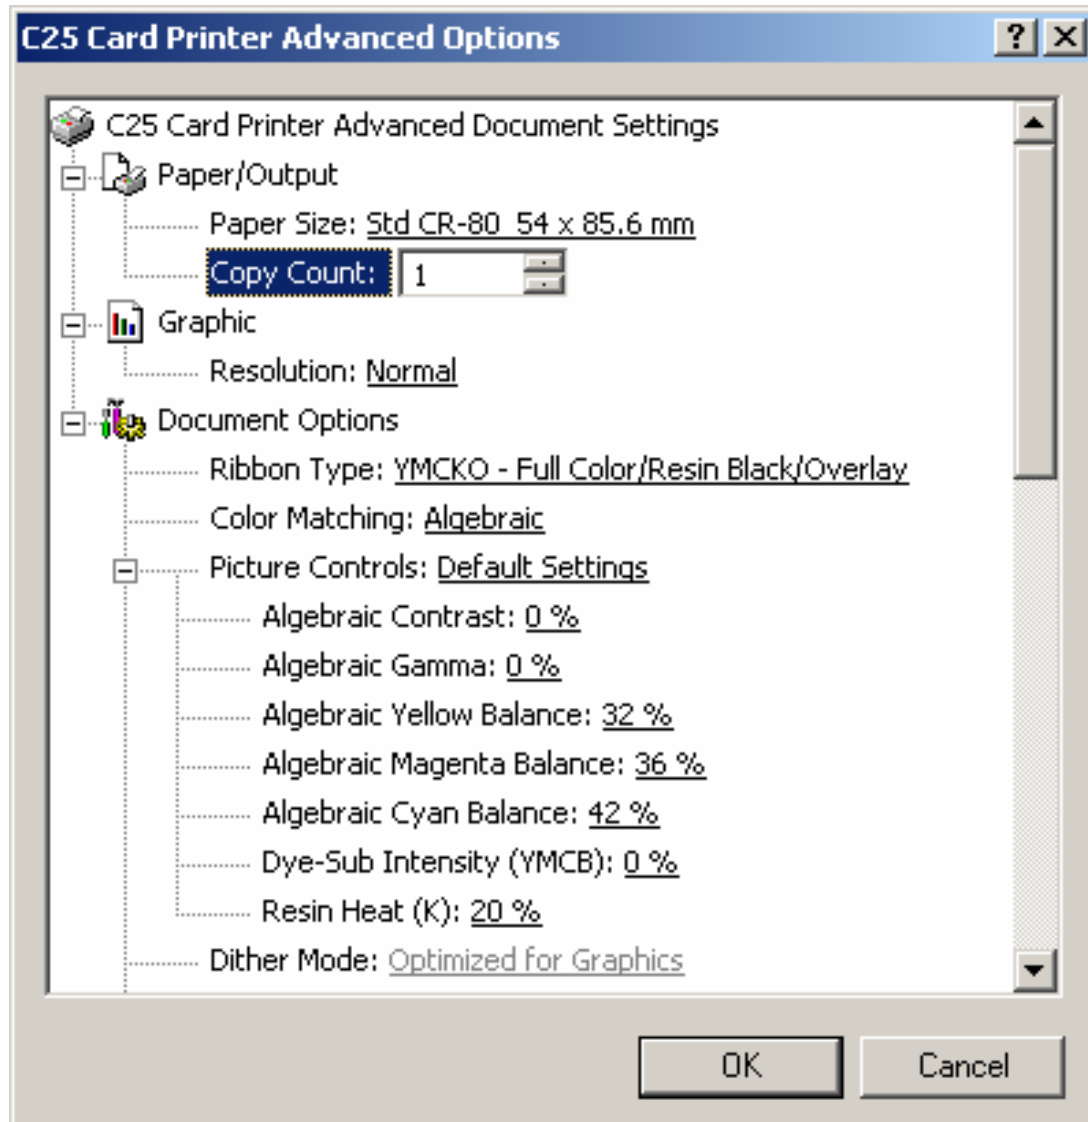 C25 Card Printer Advanced Options
C25 Card Printer Advanced Document Settings
Paper/Output
Paper Size: Std CR-80 54 x 85.6 mm
Copy Count: 1
Graphic
Resolution: Normal
Document Options
Ribbon Type: YMCKO - Full Color/Resin Black/Overlay
Color Matching: Algebraic
Picture Controls: Default Settings
Algebraic Contrast: 0 %
Algebraic Gamma: 0 %
Algebraic Yellow Balance: 32 %
Algebraic Magenta Balance: 36 %
Algebraic Cyan Balance: 42 %
Dye-Sub Intensity (YMCB): 0 %
Resin Heat (K): 20 %
Dither Mode: Optimized for Graphics
OK Cancel